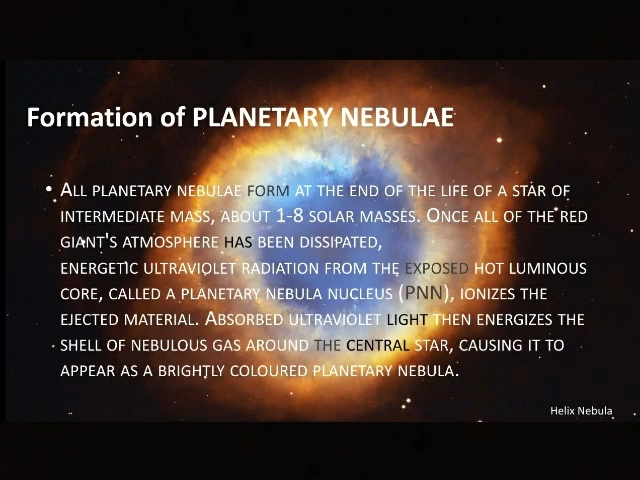 Formation of PLANETARY NEBULAE
• ALL PLANETARY NEBULAE FORM AT THE END OF THE LIFE OF A STAR OF
INTERMEDIATE MASS, ABOUT 1-8 SOLAR MASSES. ONCE ALL OF THE RED
GIANT'S ATMOSPHERE HAS BEEN DISSIPATED,
ENERGETIC ULTRAVIOLET RADIATION FROM THE EXPOSED HOT LUMINOUS
CORE, CALLED A PLANETARY NEBULA NUCLEUS (PNN), IONIZES THE
EJECTED MATERIAL. ABSORBED ULTRAVIOLET LIGHT THEN ENERGIZES THE
SHELL OF NEBULOUS GAS AROUND THE CENTRAL STAR, CAUSING IT TO
APPEAR AS A BRIGHTLY COLOURED PLANETARY NEBULA.
Helix Nebula